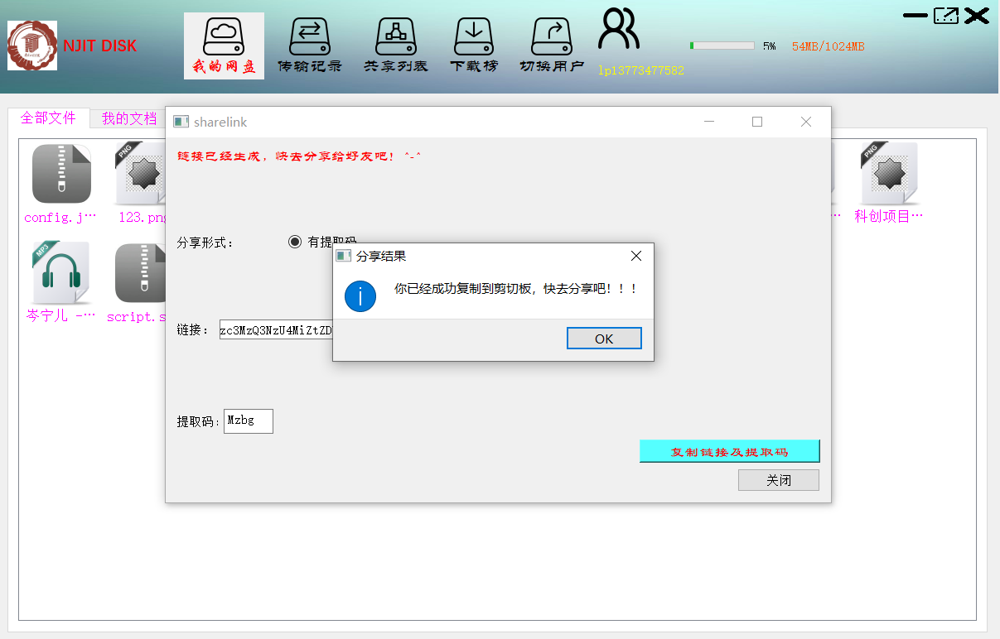 NJIT DISK
我的网盘
传输记录
共享列表
下载榜
切换用户
lp13773477582
5%
54MB/1024MB
全部文件
我的文档
config.j…
PNG
123.png
PNG
科创项目…
MP3
岑宁儿 -…
script.s
sharelink
链接已经生成，快去分享给好友吧！^-^
分享形式：
有提取码
分享结果
你已经成功复制到剪切板，快去分享吧！！！
OK
链接：
zc3MzQ3NzU4MiZtZD
提取码：
Mzbg
复制链接及提取码
关闭